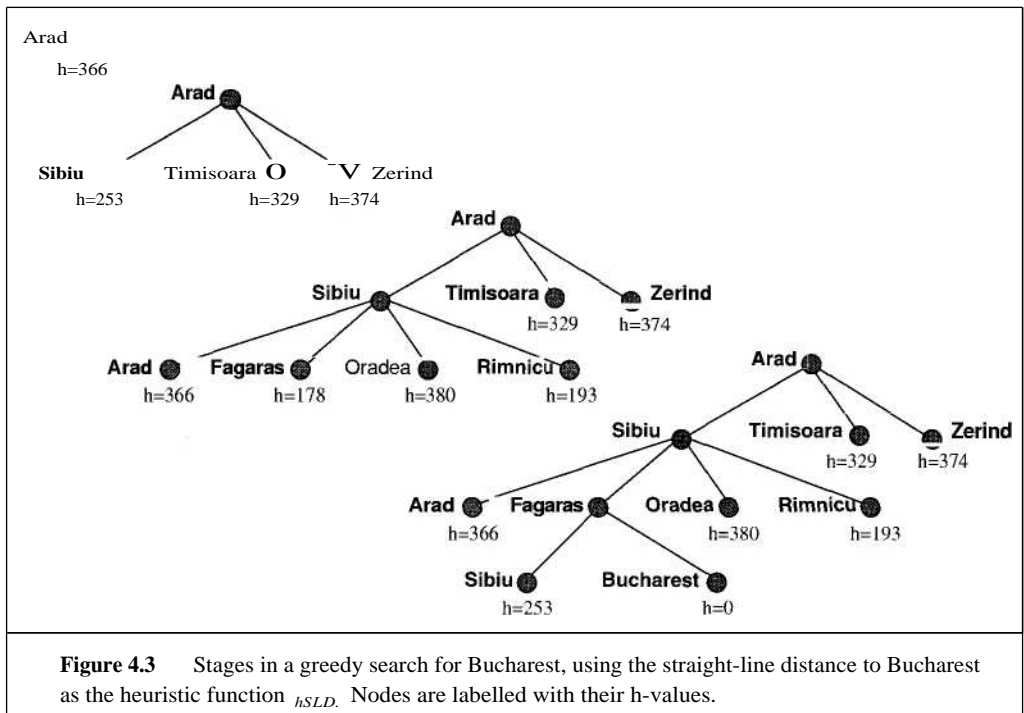 Arad
h=366
Arad
Sibiu Timisoara O ‾V Zerind
h=253 h=329 h=374
Arad
Sibiu Timisoara Zerind
h=329 h=374
Arad Fagaras Oradea Rimnicu
h=366 h=178 h=380 h=193
Arad
Sibiu Timisoara Zerind
h=329 h=374
Arad Fagaras Oradea Rimnicu
h=366 h=380 h=193
Sibiu Bucharest
h=253 h=0
Figure 4.3 Stages in a greedy search for Bucharest, using the straight-line distance to Bucharest
as the heuristic function hSLD. Nodes are labelled with their h-values.